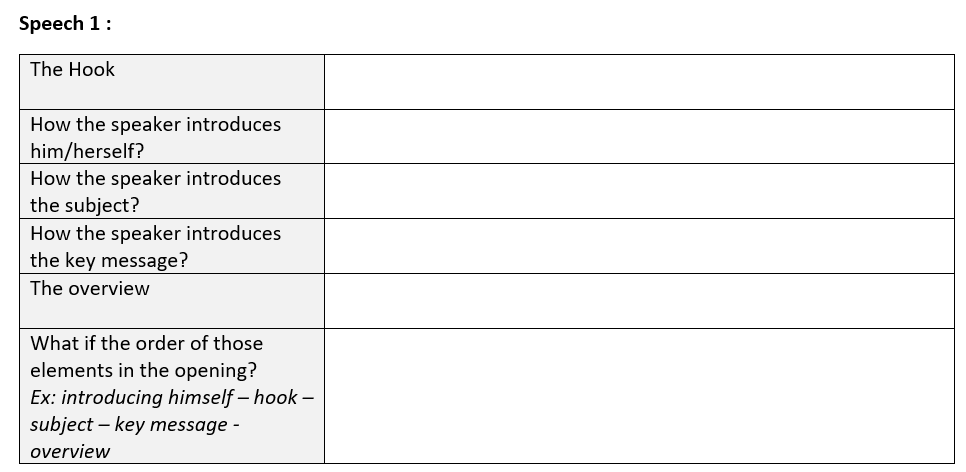 Speech 1 :
The Hook
How the speaker introduces
him/herself?
How the speaker introduces
the subject?
How the speaker introduces
the key message?
The overview
What if the order of those
elements in the opening?
Ex: introducing himself – hook –
subject – key message -
overview